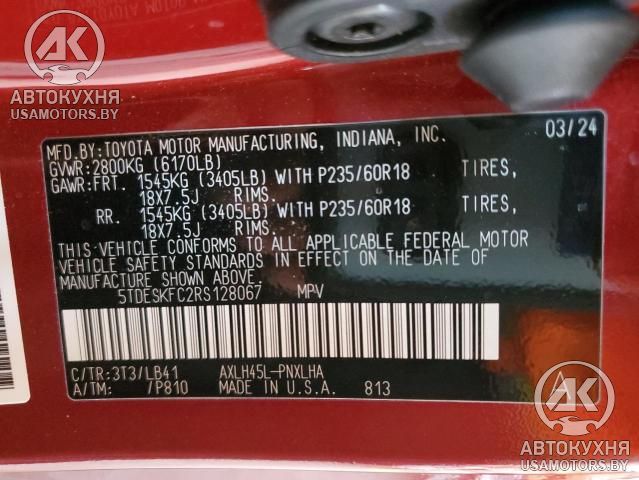 АК
АВТОКУХНЯ
USAMOTORS.BY
MFD.BY:TOYOTA MOTOR MANUFACTURING, INDIANA, INC. 03/24
GVWR:2800KG (6170LB)
GAWR:FRT. 1545KG (3405LB) WITH P235/60R18 TIRES,
18X7.5J RIMS.
RR. 1545KG (3405LB) WITH P235/60R18 TIRES,
18X7.5J RIMS.
THIS VEHICLE CONFORMS TO ALL APPLICABLE FEDERAL MOTOR
VEHICLE SAFETY STANDARDS IN EFFECT ON THE DATE OF
MANUFACTURE SHOWN ABOVE.
5TDESKFC2RS128067 MPV
C/TR:3T3/LB41 AXLH45L-PNXLHA
A/TM: /P810 MADE IN U.S.A. 813
A
АК
АВТОКУХНЯ
USAMOTORS.BY